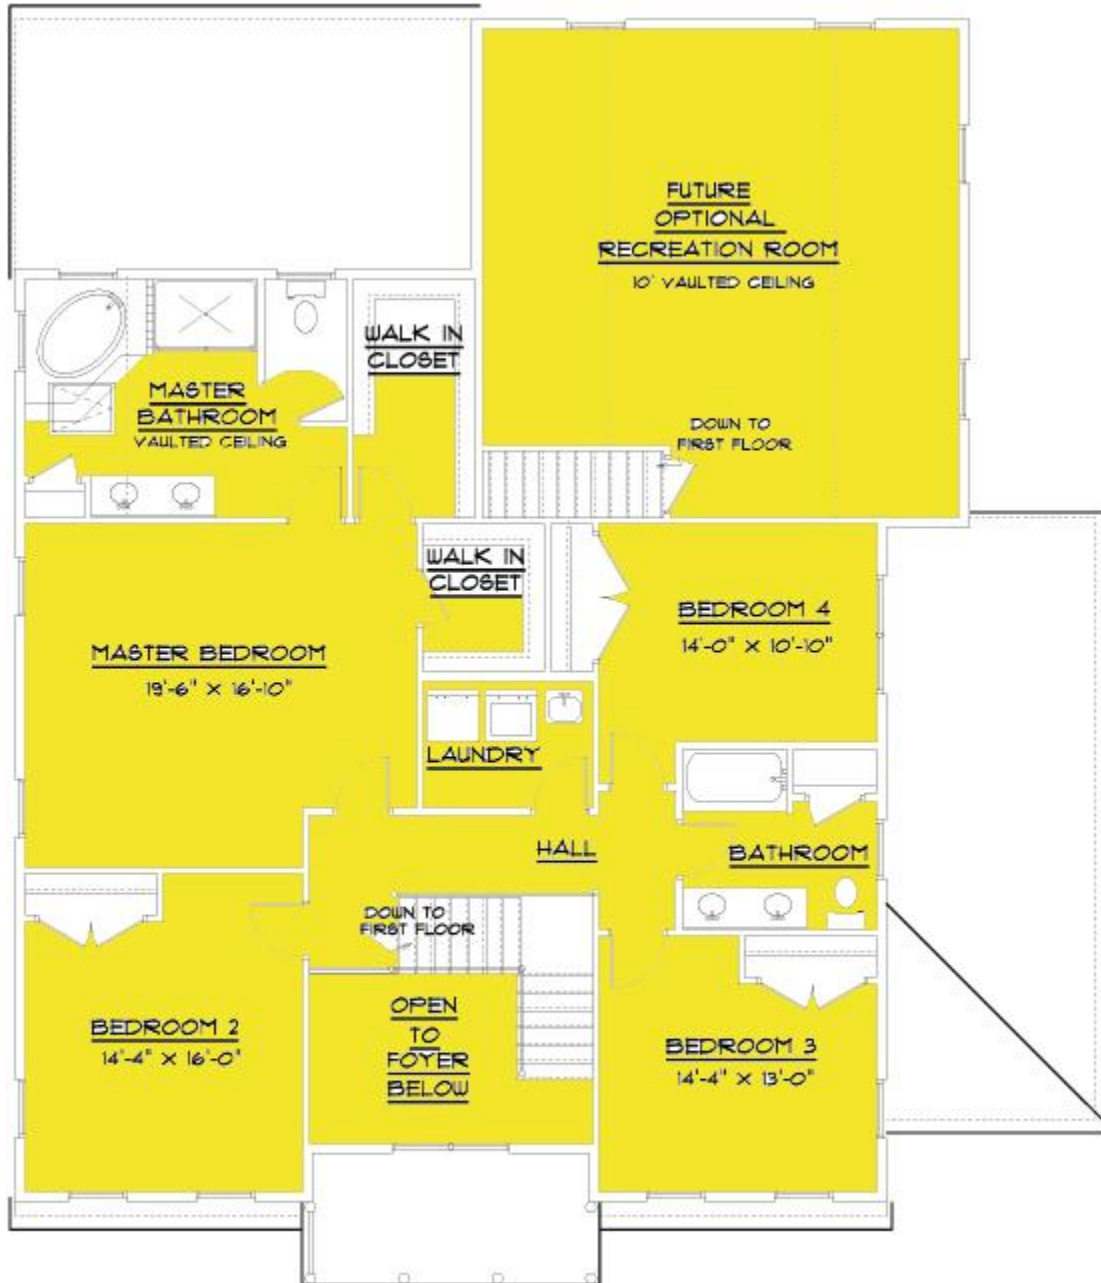 FUTURE
OPTIONAL
RECREATION ROOM
10' VAULTED CEILING
WALK IN
CLOSET
MASTER
BATHROOM
VAULTED CEILING
DOWN TO
FIRST FLOOR
WALK IN
CLOSET
BEDROOM 4
14'-0" X 10'-10"
MASTER BEDROOM
19'-6" X 16'-10"
LAUNDRY
HALL
BATHROOM
DOWN TO
FIRST FLOOR
OPEN
TO
FOYER
BELOW
BEDROOM 2
14'-4" X 16'-0"
BEDROOM 3
14'-4" X 13'-0"